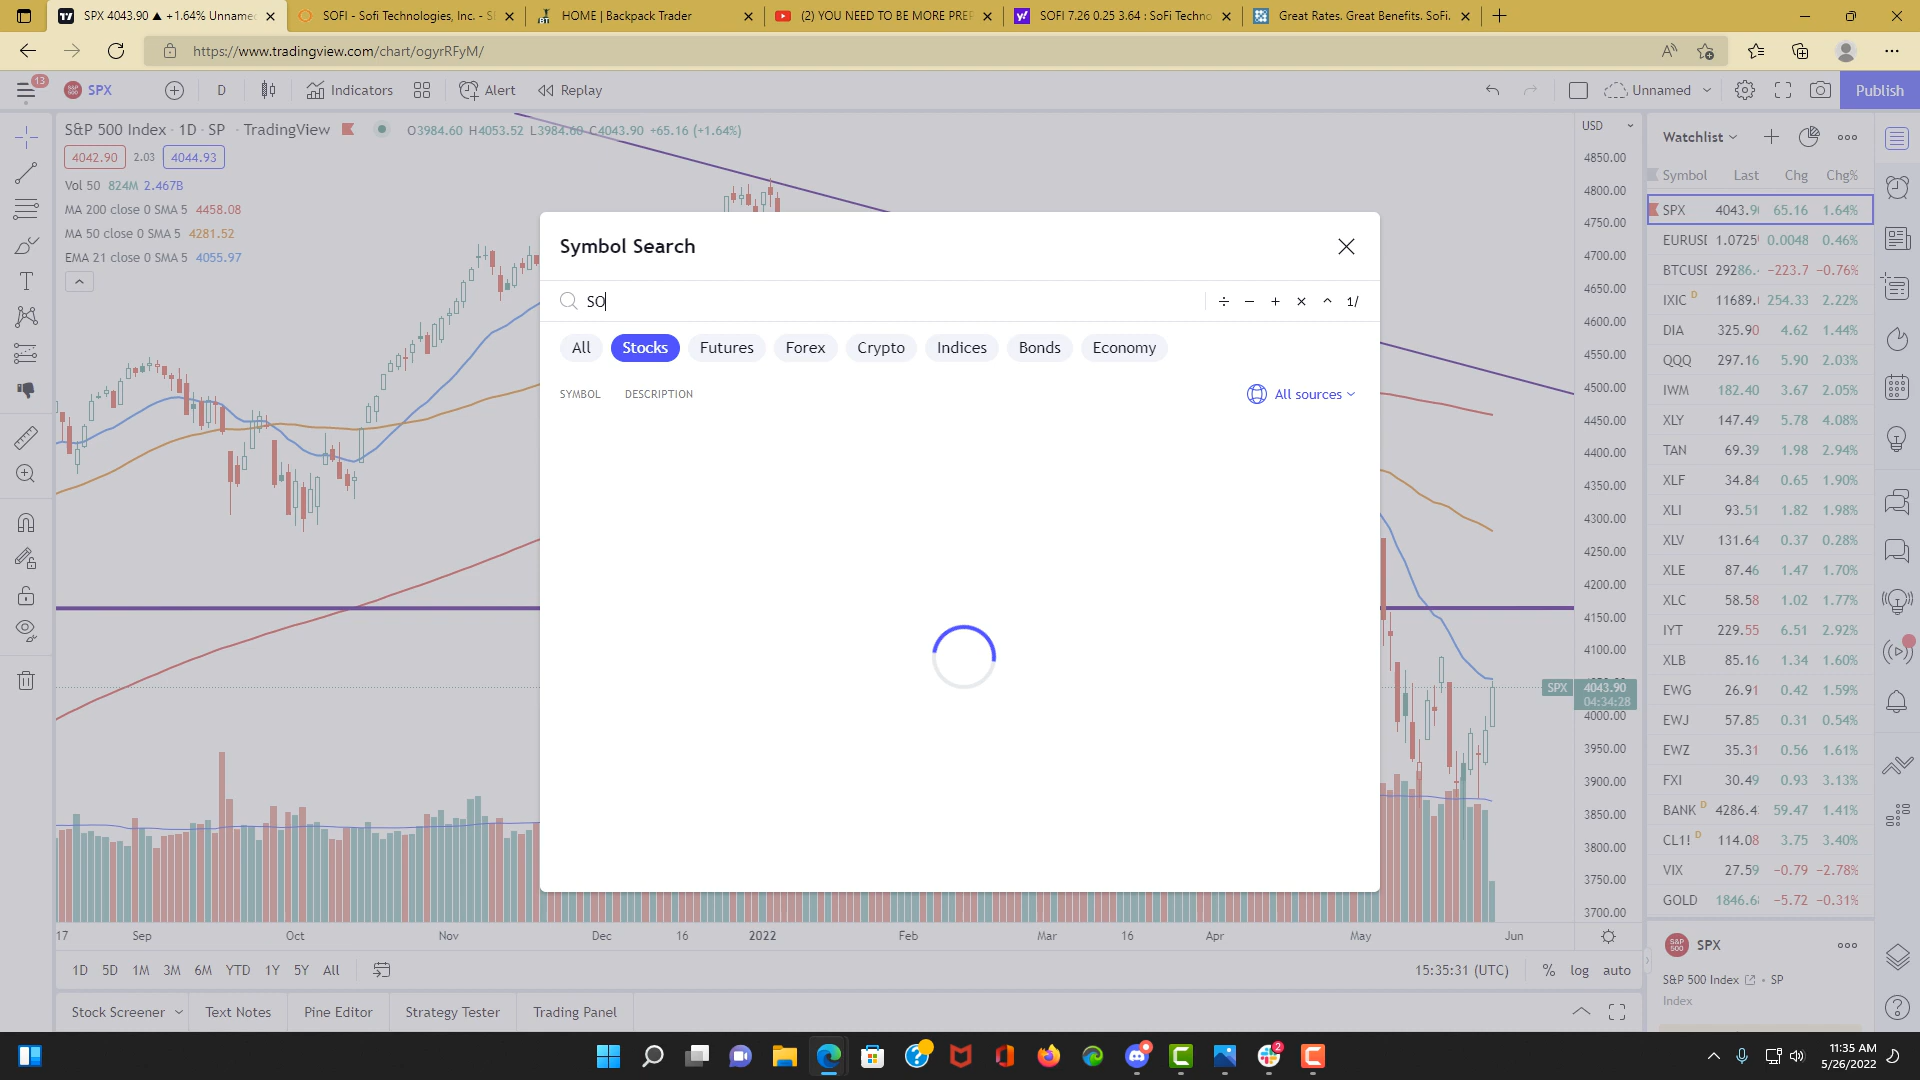 SPX 4043.90 ▲ +1.64% Unname
SOFI - Sofi Technologies, Inc. - S
HOME | Backpack Trader
(2) YOU NEED TO BE MORE PREP
SOFI 7.26 0.25 3.64 : SoFi Techno
Great Rates. Great Benefits. SoFi.
https://www.tradingview.com/chart/ogyrRFyM/
13
SPX
D
Indicators
Alert
Replay
Unnamed
Publish
S&P 500 Index · 1D · SP · TradingView
O3984.60 H4053.52 L3984.60 C4043.90 +65.16 (+1.64%)
4042.90 2.03 4044.93
Vol 50 824M 2.467B
MA 200 close 0 SMA 5 4458.08
MA 50 close 0 SMA 5 4281.52
EMA 21 close 0 SMA 5 4055.97
Symbol Search
SO
÷ − + × ^ 1/
All Stocks Futures Forex Crypto Indices Bonds Economy
SYMBOL DESCRIPTION
All sources
USD
4850.00
4800.00
4750.00
4700.00
4650.00
4600.00
4550.00
4500.00
4450.00
4400.00
4350.00
4300.00
4250.00
4200.00
4150.00
4100.00
SPX 4043.90
04:34:28
4000.00
3950.00
3900.00
3850.00
3800.00
3750.00
3700.00
17 Sep Oct Nov Dec 16 2022 Feb Mar 16 Apr May Jun
1D 5D 1M 3M 6M YTD 1Y 5Y All
15:35:31 (UTC) % log auto
Stock Screener Text Notes Pine Editor Strategy Tester Trading Panel
Watchlist
Symbol Last Chg Chg%
SPX 4043.9 65.16 1.64%
EURUS 1.0725 0.0048 0.46%
BTCUS 29286. −223.7 −0.76%
IXIC D 11689. 254.33 2.22%
DIA 325.90 4.62 1.44%
QQQ 297.16 5.90 2.03%
IWM 182.40 3.67 2.05%
XLY 147.49 5.78 4.08%
TAN 69.39 1.98 2.94%
XLF 34.84 0.65 1.90%
XLI 93.51 1.82 1.98%
XLV 131.64 0.37 0.28%
XLE 87.46 1.47 1.70%
XLC 58.58 1.02 1.77%
IYT 229.55 6.51 2.92%
XLB 85.16 1.34 1.60%
EWG 26.91 0.42 1.59%
EWJ 57.85 0.31 0.54%
EWZ 35.31 0.56 1.61%
FXI 30.49 0.93 3.13%
BANK D 4286.4 59.47 1.41%
CL1! D 114.08 3.75 3.40%
VIX 27.59 −0.79 −2.78%
GOLD 1846.6 −5.72 −0.31%
SPX
S&P 500 Index · SP
Index
2
11:35 AM
5/26/2022